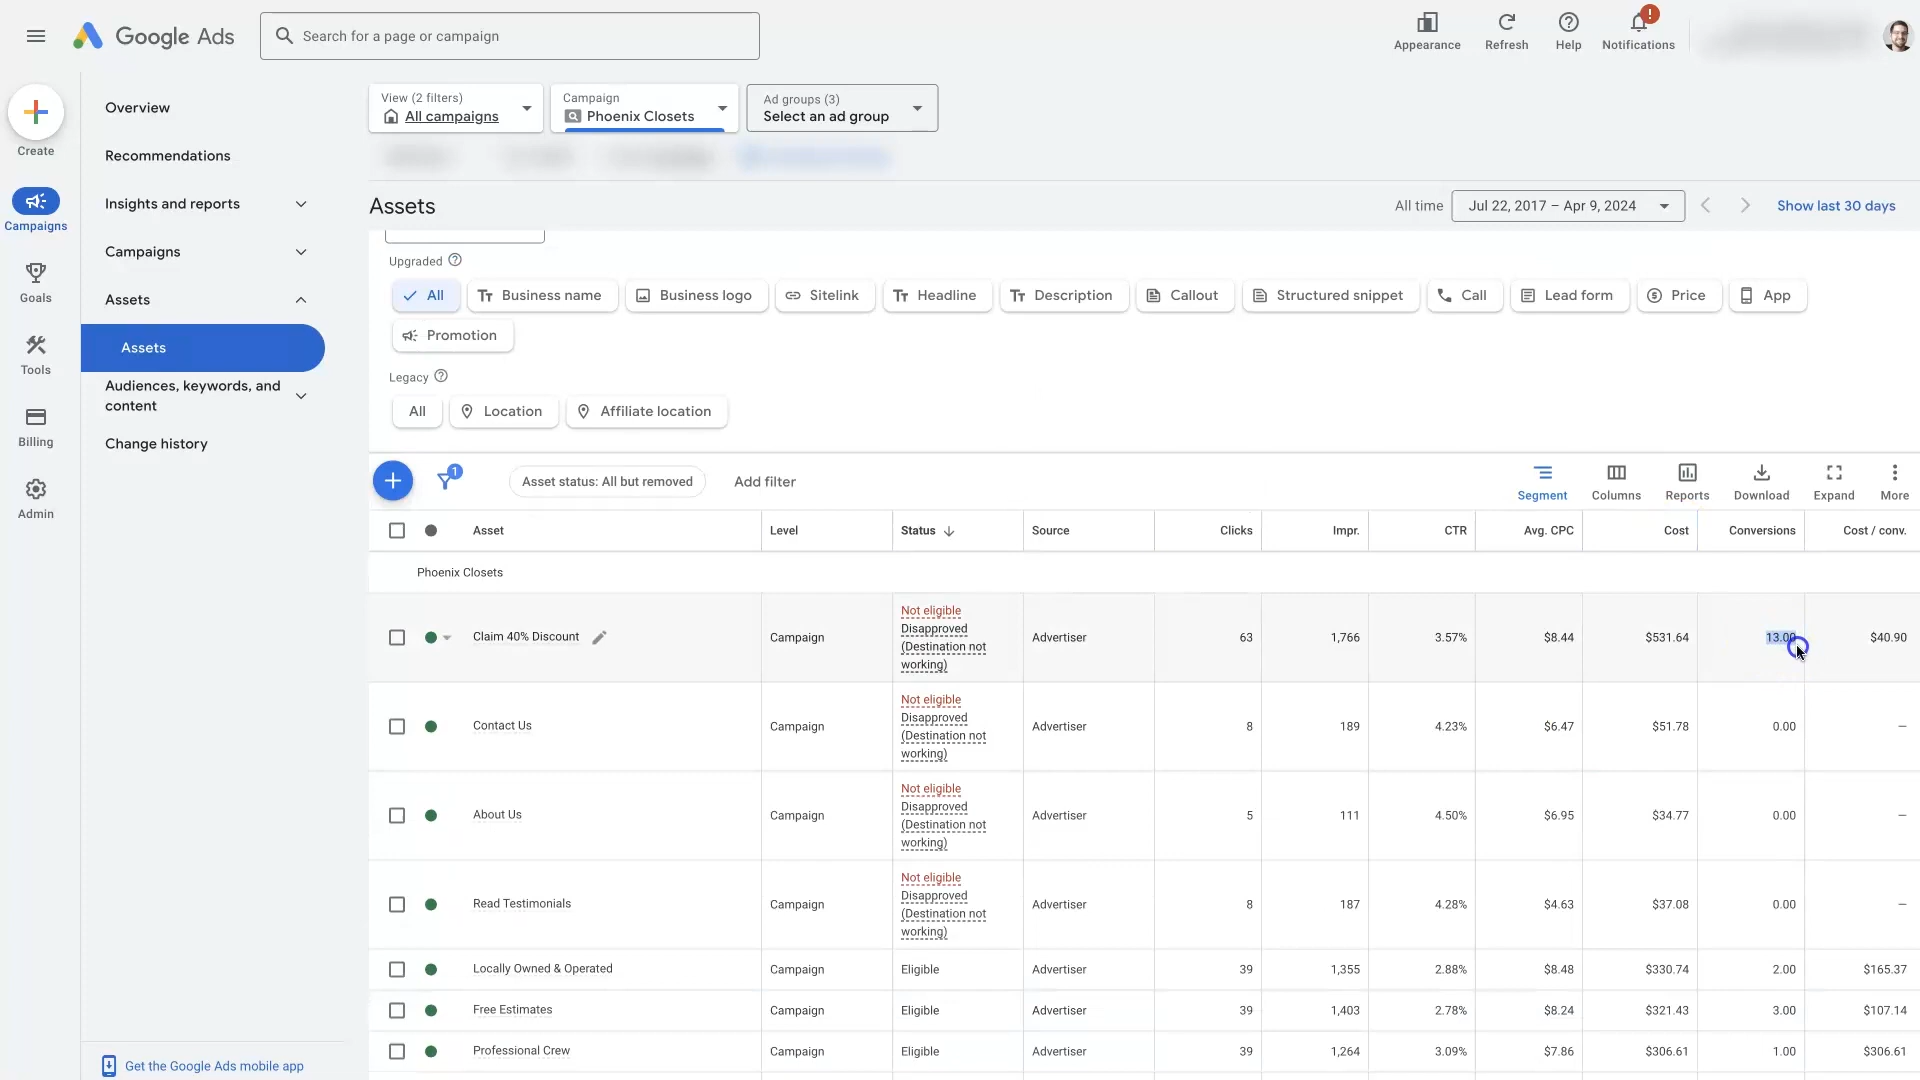 Google Ads
Search for a page or campaign
Appearance
Refresh
Help
!
Notifications
Create
Campaigns
Goals
Tools
Billing
Admin
Overview
Recommendations
Insights and reports
Campaigns
Assets
Assets
Audiences, keywords, and
content
Change history
Get the Google Ads mobile app
View (2 filters)
All campaigns
Campaign
Phoenix Closets
Ad groups (3)
Select an ad group
Assets
All time
Jul 22, 2017 – Apr 9, 2024
Show last 30 days
Upgraded
All
Business name
Business logo
Sitelink
Headline
Description
Callout
Structured snippet
Call
Lead form
Price
App
Promotion
Legacy
All
Location
Affiliate location
1
Asset status: All but removed
Add filter
Segment
Columns
Reports
Download
Expand
More
Asset Level Status Source Clicks Impr. CTR Avg. CPC Cost Conversions Cost / conv.
Phoenix Closets
Claim 40% Discount Campaign
Not eligible
Disapproved
(Destination not
working)
Advertiser 63 1,766 3.57% $8.44 $531.64 13.00 $40.90
Contact Us Campaign
Not eligible
Disapproved
(Destination not
working)
Advertiser 8 189 4.23% $6.47 $51.78 0.00 —
About Us Campaign
Not eligible
Disapproved
(Destination not
working)
Advertiser 5 111 4.50% $6.95 $34.77 0.00 —
Read Testimonials Campaign
Not eligible
Disapproved
(Destination not
working)
Advertiser 8 187 4.28% $4.63 $37.08 0.00 —
Locally Owned & Operated Campaign Eligible Advertiser 39 1,355 2.88% $8.48 $330.74 2.00 $165.37
Free Estimates Campaign Eligible Advertiser 39 1,403 2.78% $8.24 $321.43 3.00 $107.14
Professional Crew Campaign Eligible Advertiser 39 1,264 3.09% $7.86 $306.61 1.00 $306.61